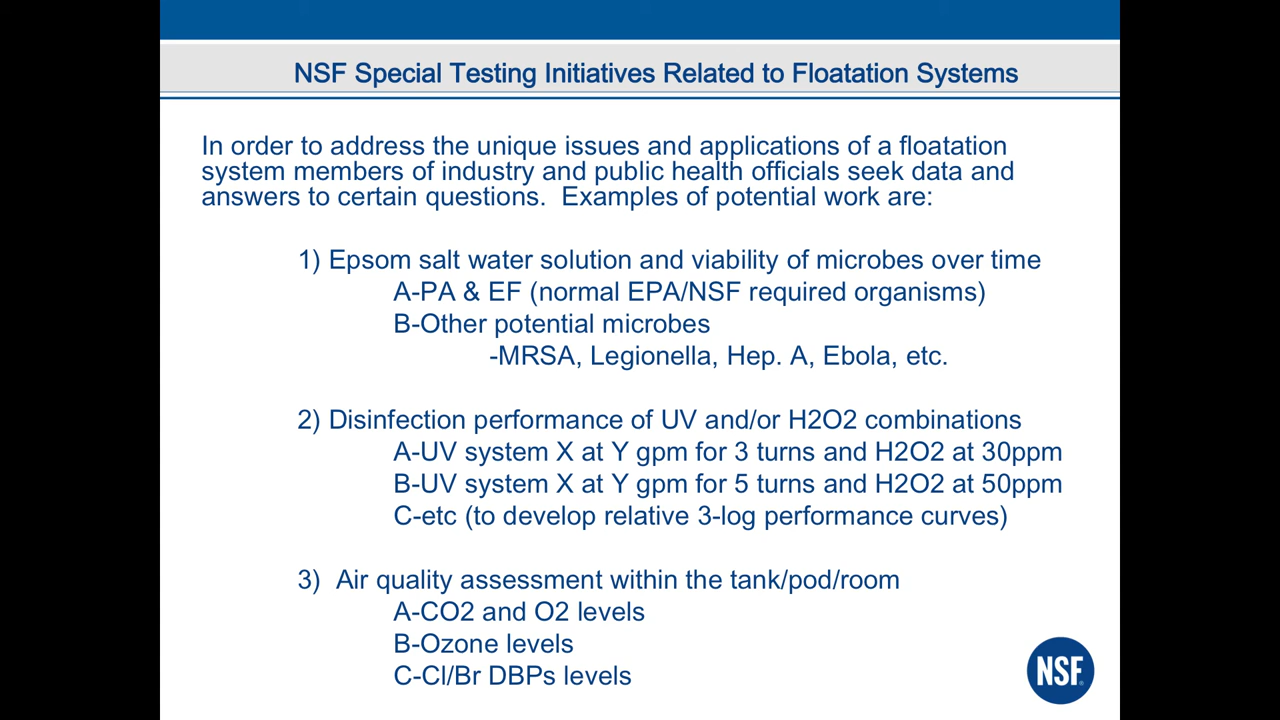 NSF Special Testing Initiatives Related to Floatation Systems
In order to address the unique issues and applications of a floatation
system members of industry and public health officials seek data and
answers to certain questions.  Examples of potential work are:
1) Epsom salt water solution and viability of microbes over time
A-PA & EF (normal EPA/NSF required organisms)
B-Other potential microbes
-MRSA, Legionella, Hep. A, Ebola, etc.
2) Disinfection performance of UV and/or H2O2 combinations
A-UV system X at Y gpm for 3 turns and H2O2 at 30ppm
B-UV system X at Y gpm for 5 turns and H2O2 at 50ppm
C-etc (to develop relative 3-log performance curves)
3)  Air quality assessment within the tank/pod/room
A-CO2 and O2 levels
B-Ozone levels
C-Cl/Br DBPs levels
NSF®